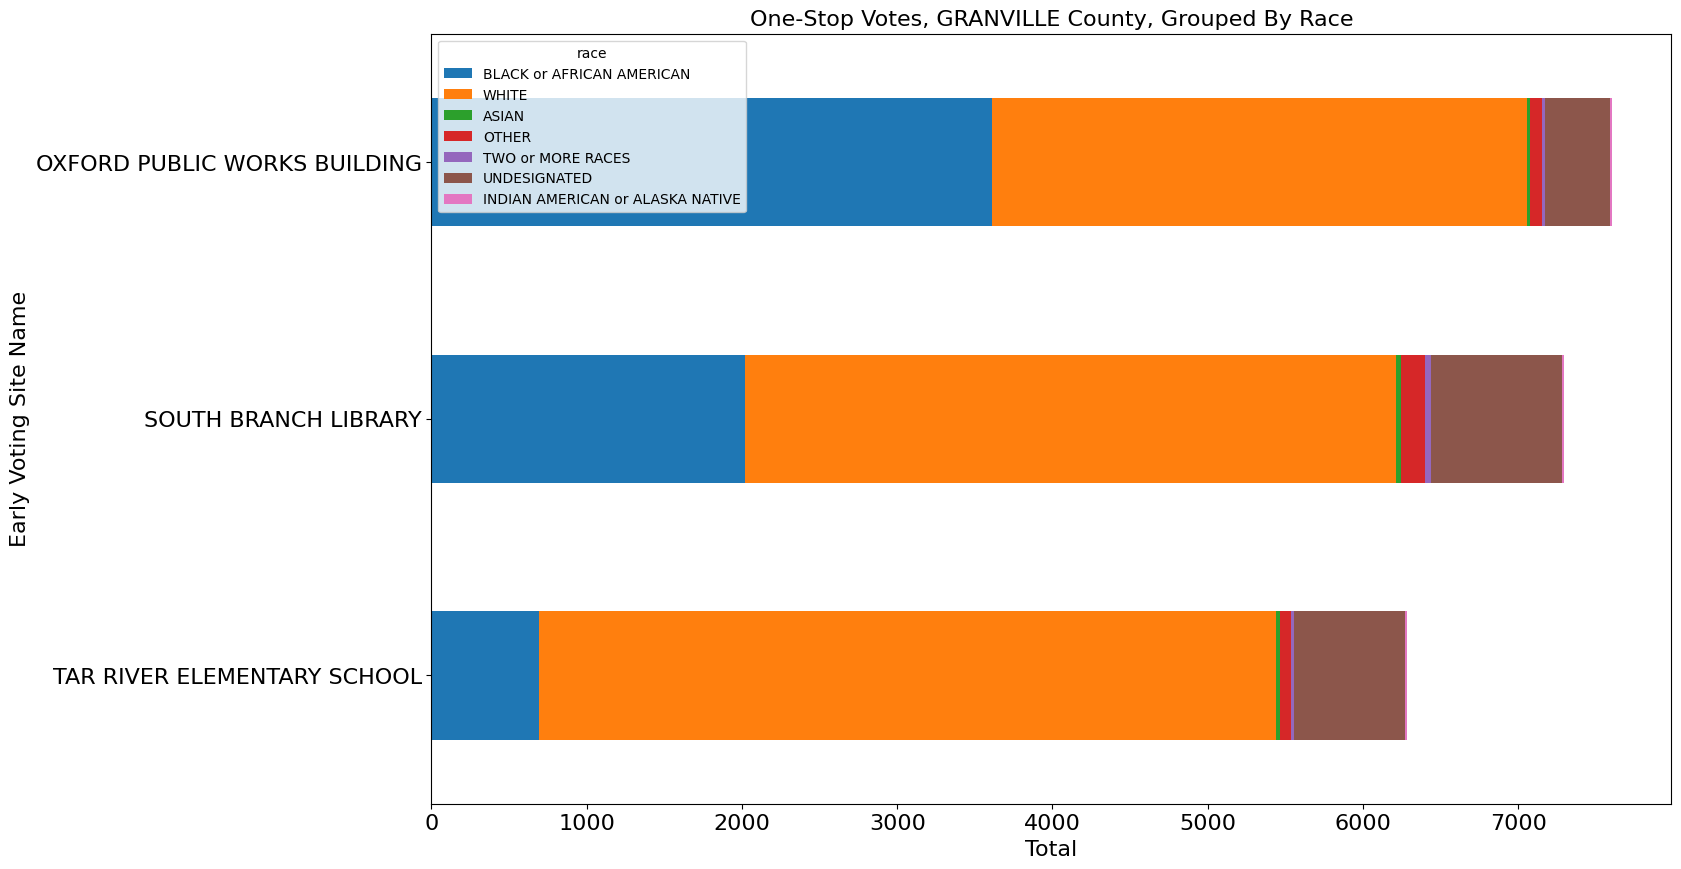 One-Stop Votes, GRANVILLE County, Grouped By Race
race
BLACK or AFRICAN AMERICAN
WHITE
ASIAN
OTHER
TWO or MORE RACES
UNDESIGNATED
INDIAN AMERICAN or ALASKA NATIVE
Early Voting Site Name
OXFORD PUBLIC WORKS BUILDING
SOUTH BRANCH LIBRARY
TAR RIVER ELEMENTARY SCHOOL
0 1000 2000 3000 4000 5000 6000 7000
Total